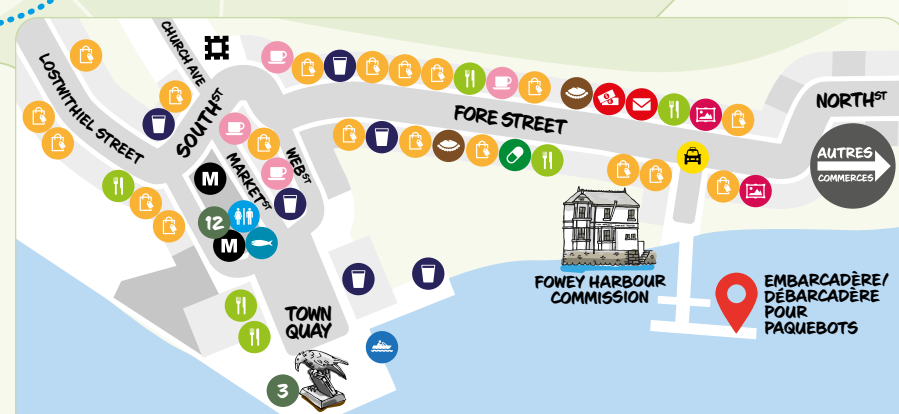 CHURCH AVE
LOSTWITHIEL STREET
SOUTH ST
FORE STREET
NORTH ST
AUTRES
COMMERCES
WEB ST
MARKET ST
M
12
M
FOWEY HARBOUR
COMMISSION
EMBARCADÈRE/
DÉBARCADÈRE
POUR
PAQUEBOTS
TOWN
QUAY
3